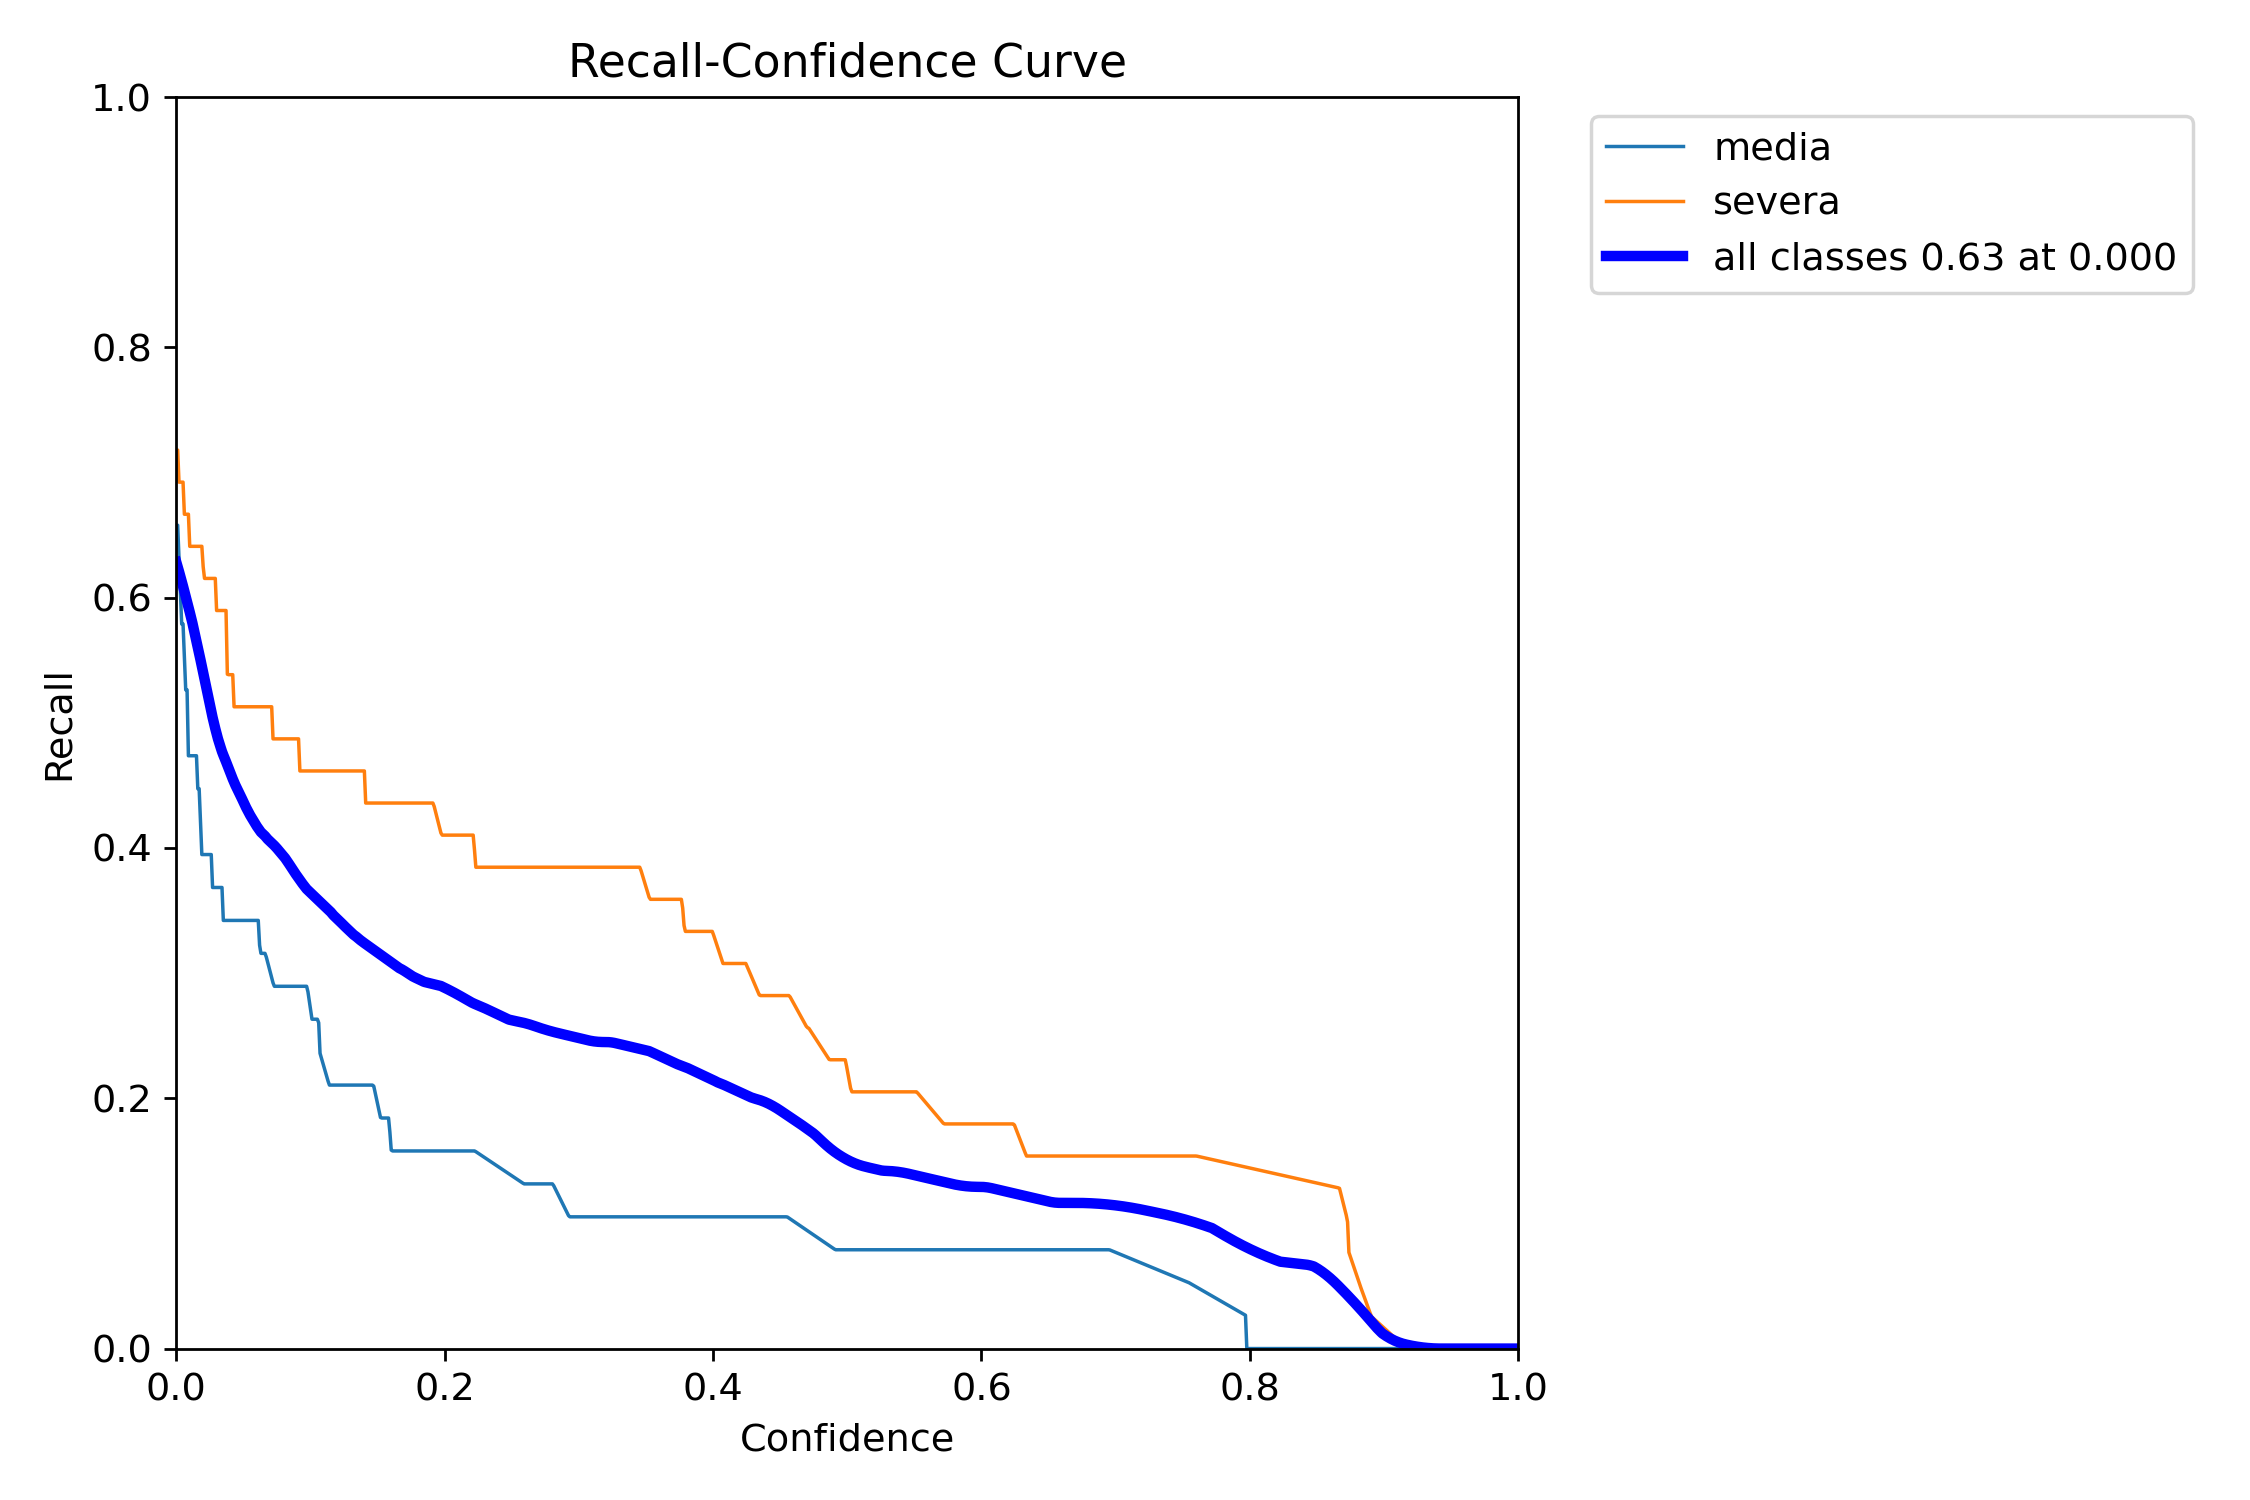 Recall-Confidence Curve
1.0
0.8
0.6
0.4
0.2
0.0
Recall
0.0 0.2 0.4 0.6 0.8 1.0
Confidence
media
severa
all classes 0.63 at 0.000